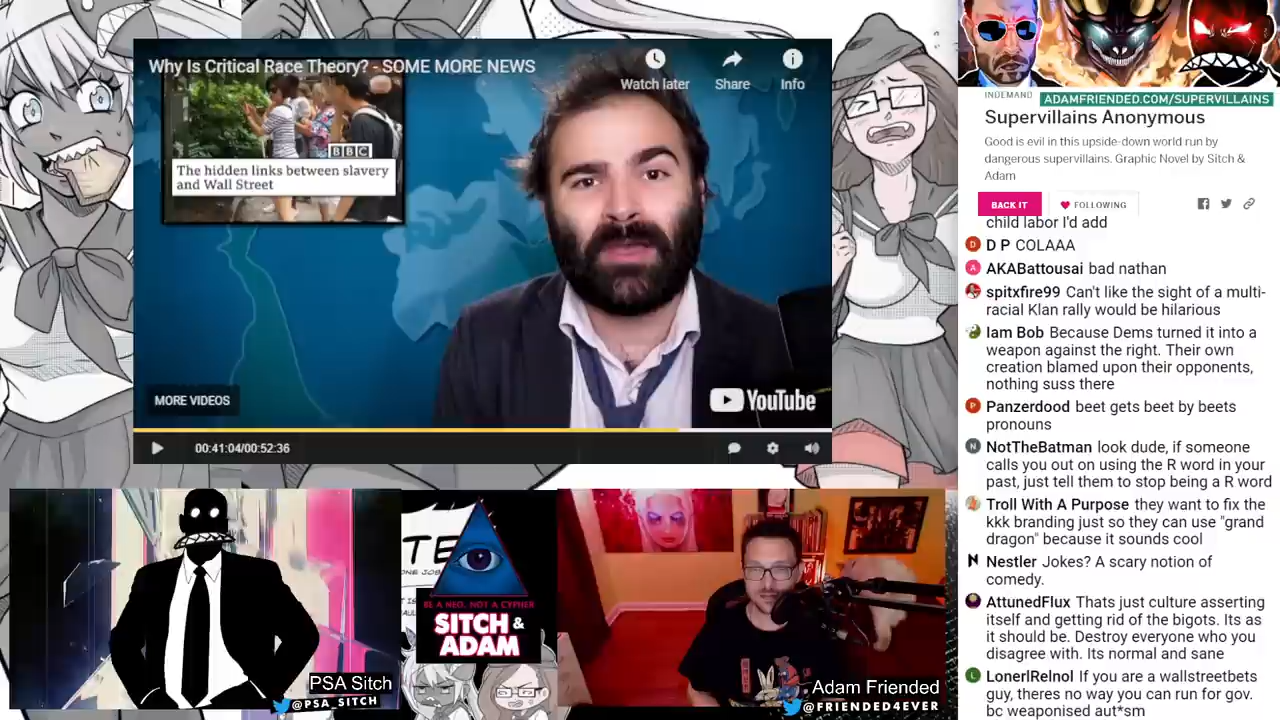 Why Is Critical Race Theory? - SOME MORE NEWS
Watch later
Share
Info
BBC
The hidden links between slavery
and Wall Street
MORE VIDEOS
YouTube
00:41:04/00:52:36
PSA Sitch
@PSA_SITCH
BE A NEO, NOT A CYPHER
SITCH &
ADAM
Adam Friended
@FRIENDED4EVER
INDEMAND
ADAMFRIENDED.COM/SUPERVILLAINS
Supervillains Anonymous
Good is evil in this upside-down world run by
dangerous supervillains. Graphic Novel by Sitch &
Adam
BACK IT
FOLLOWING
child labor I'd add
D P COLAAA
AKABattousai bad nathan
spitxfire99 Can't like the sight of a multi-
racial Klan rally would be hilarious
Iam Bob Because Dems turned it into a
weapon against the right. Their own
creation blamed upon their opponents,
nothing suss there
Panzerdood beet gets beet by beets
pronouns
NotTheBatman look dude, if someone
calls you out on using the R word in your
past, just tell them to stop being a R word
Troll With A Purpose they want to fix the
kkk branding just so they can use "grand
dragon" because it sounds cool
Nestler Jokes? A scary notion of
comedy.
AttunedFlux Thats just culture asserting
itself and getting rid of the bigots. Its as
it should be. Destroy everyone who you
disagree with. Its normal and sane
LonerlRelnol If you are a wallstreetbets
guy, theres no way you can run for gov.
bc weaponised aut*sm